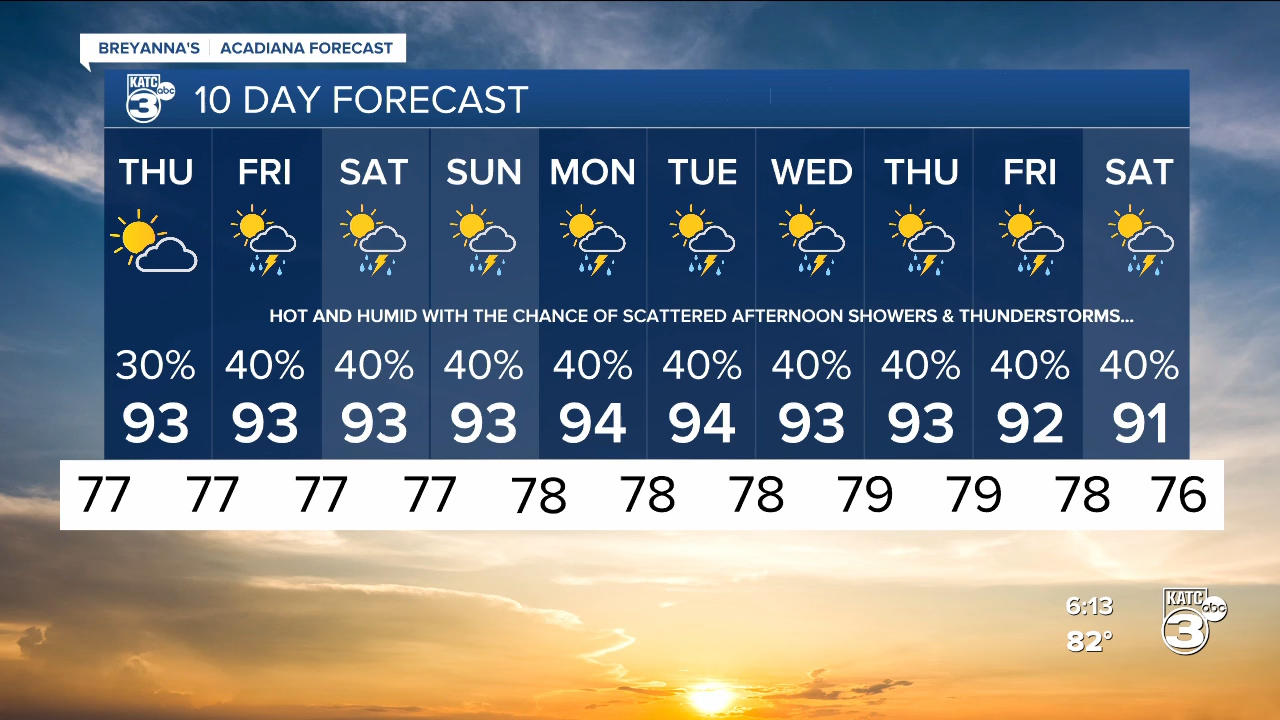 BREYANNA'S ACADIANA FORECAST
KATC abc 3 10 DAY FORECAST
THU FRI SAT SUN MON TUE WED THU FRI SAT
HOT AND HUMID WITH THE CHANCE OF SCATTERED AFTERNOON SHOWERS & THUNDERSTORMS...
30% 40% 40% 40% 40% 40% 40% 40% 40% 40%
93 93 93 93 94 94 93 93 92 91
77 77 77 77 78 78 78 79 79 78 76
6:13
82°
KATC abc 3